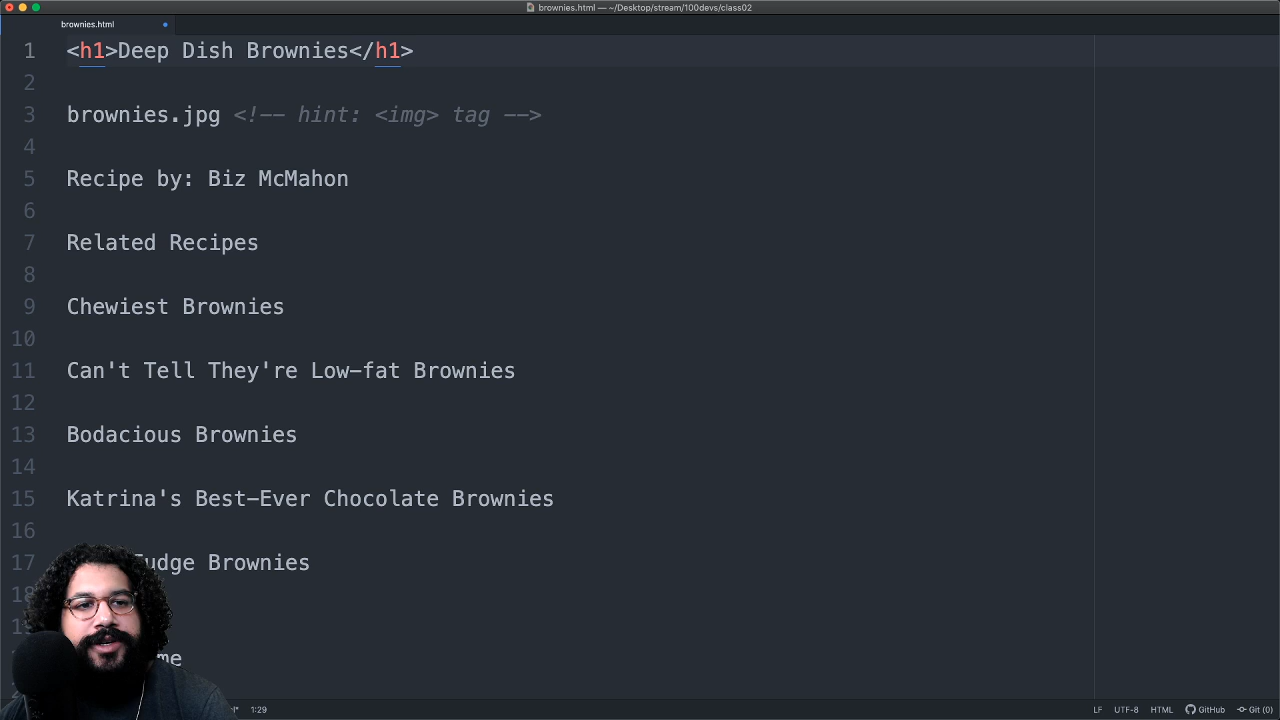 brownies.html — ~/Desktop/stream/100devs/class02
brownies.html
1 <h1>Deep Dish Brownies</h1>
2
3 brownies.jpg <!-- hint: <img> tag -->
4
5 Recipe by: Biz McMahon
6
7 Related Recipes
8
9 Chewiest Brownies
10
11 Can't Tell They're Low-fat Brownies
12
13 Bodacious Brownies
14
15 Katrina's Best-Ever Chocolate Brownies
16
17 Fudge Brownies
18
1:29 LF UTF-8 HTML GitHub Git (0)